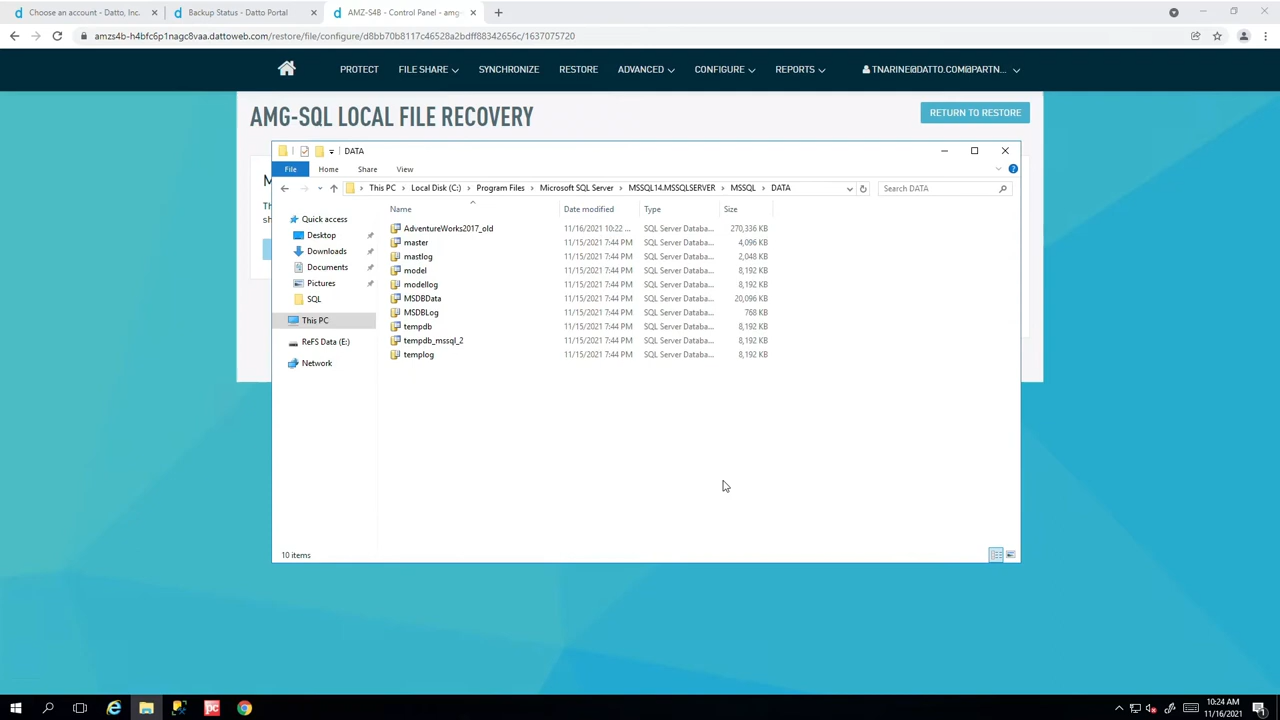 Choose an account - Datto, Inc.
Backup Status - Datto Portal
AMZ-S4B - Control Panel - amg-
amzs4b-h4bfc6p1nagc8vaa.dattoweb.com/restore/file/configure/d8bb70b8117c46528a2bdff88342656c/1637075720
PROTECT FILE SHARE SYNCHRONIZE RESTORE ADVANCED CONFIGURE REPORTS TNARINE@DATTO.COM@PARTN...
AMG-SQL LOCAL FILE RECOVERY
RETURN TO RESTORE
DATA
File Home Share View
This PC Local Disk (C:) Program Files Microsoft SQL Server MSSQL14.MSSQLSERVER MSSQL DATA
Search DATA
Quick access
Desktop
Downloads
Documents
Pictures
SQL
This PC
ReFS Data (E:)
Network
Name Date modified Type Size
AdventureWorks2017_old 11/16/2021 10:22 ... SQL Server Databa... 270,336 KB
master 11/15/2021 7:44 PM SQL Server Databa... 4,096 KB
mastlog 11/15/2021 7:44 PM SQL Server Databa... 2,048 KB
model 11/15/2021 7:44 PM SQL Server Databa... 8,192 KB
modellog 11/15/2021 7:44 PM SQL Server Databa... 8,192 KB
MSDBData 11/15/2021 7:44 PM SQL Server Databa... 20,096 KB
MSDBLog 11/15/2021 7:44 PM SQL Server Databa... 768 KB
tempdb 11/15/2021 7:44 PM SQL Server Databa... 8,192 KB
tempdb_mssql_2 11/15/2021 7:44 PM SQL Server Databa... 8,192 KB
templog 11/15/2021 7:44 PM SQL Server Databa... 8,192 KB
10 items
10:24 AM
11/16/2021